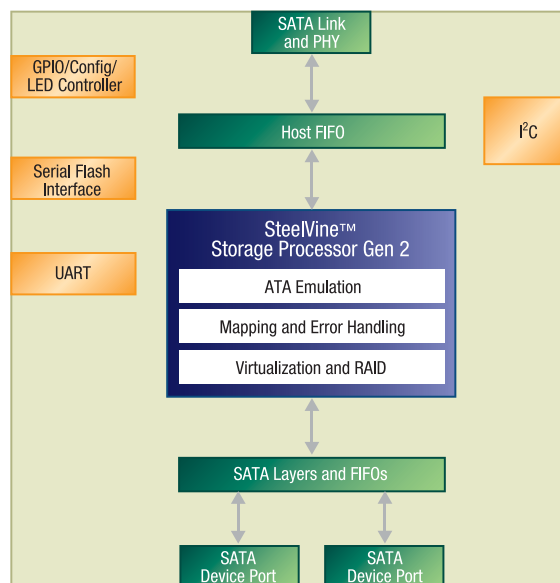 SATA Link
and PHY
GPIO/Config/
LED Controller
Host FIFO
I²C
Serial Flash
Interface
SteelVine™
Storage Processor Gen 2
UART
ATA Emulation
Mapping and Error Handling
Virtualization and RAID
SATA Layers and FIFOs
SATA
Device Port
SATA
Device Port